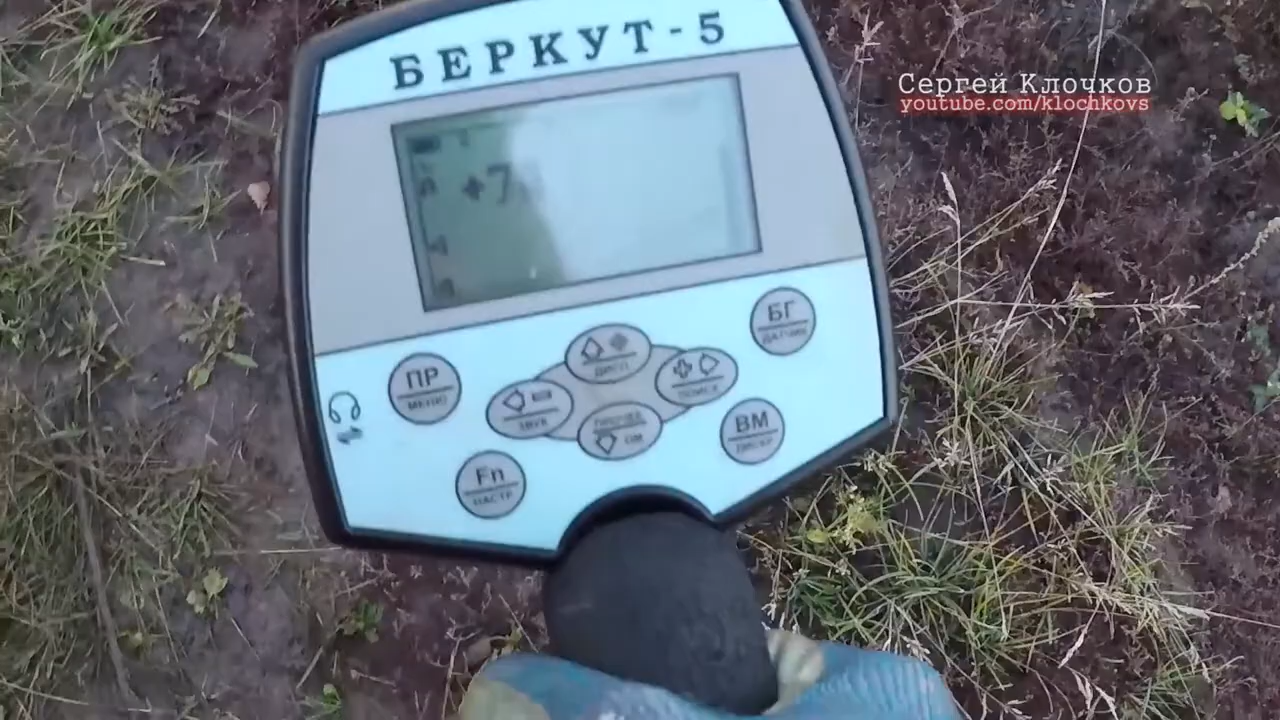 БЕРКУТ-5
Сергей Клочков
youtube.com/klochkovs
+7
БГ
ДАТЧИК
ПР
МЕНЮ
ДИСП
ПОИСК
ЗВУК
ВМ
ДИСКР
Fn
НАСТР